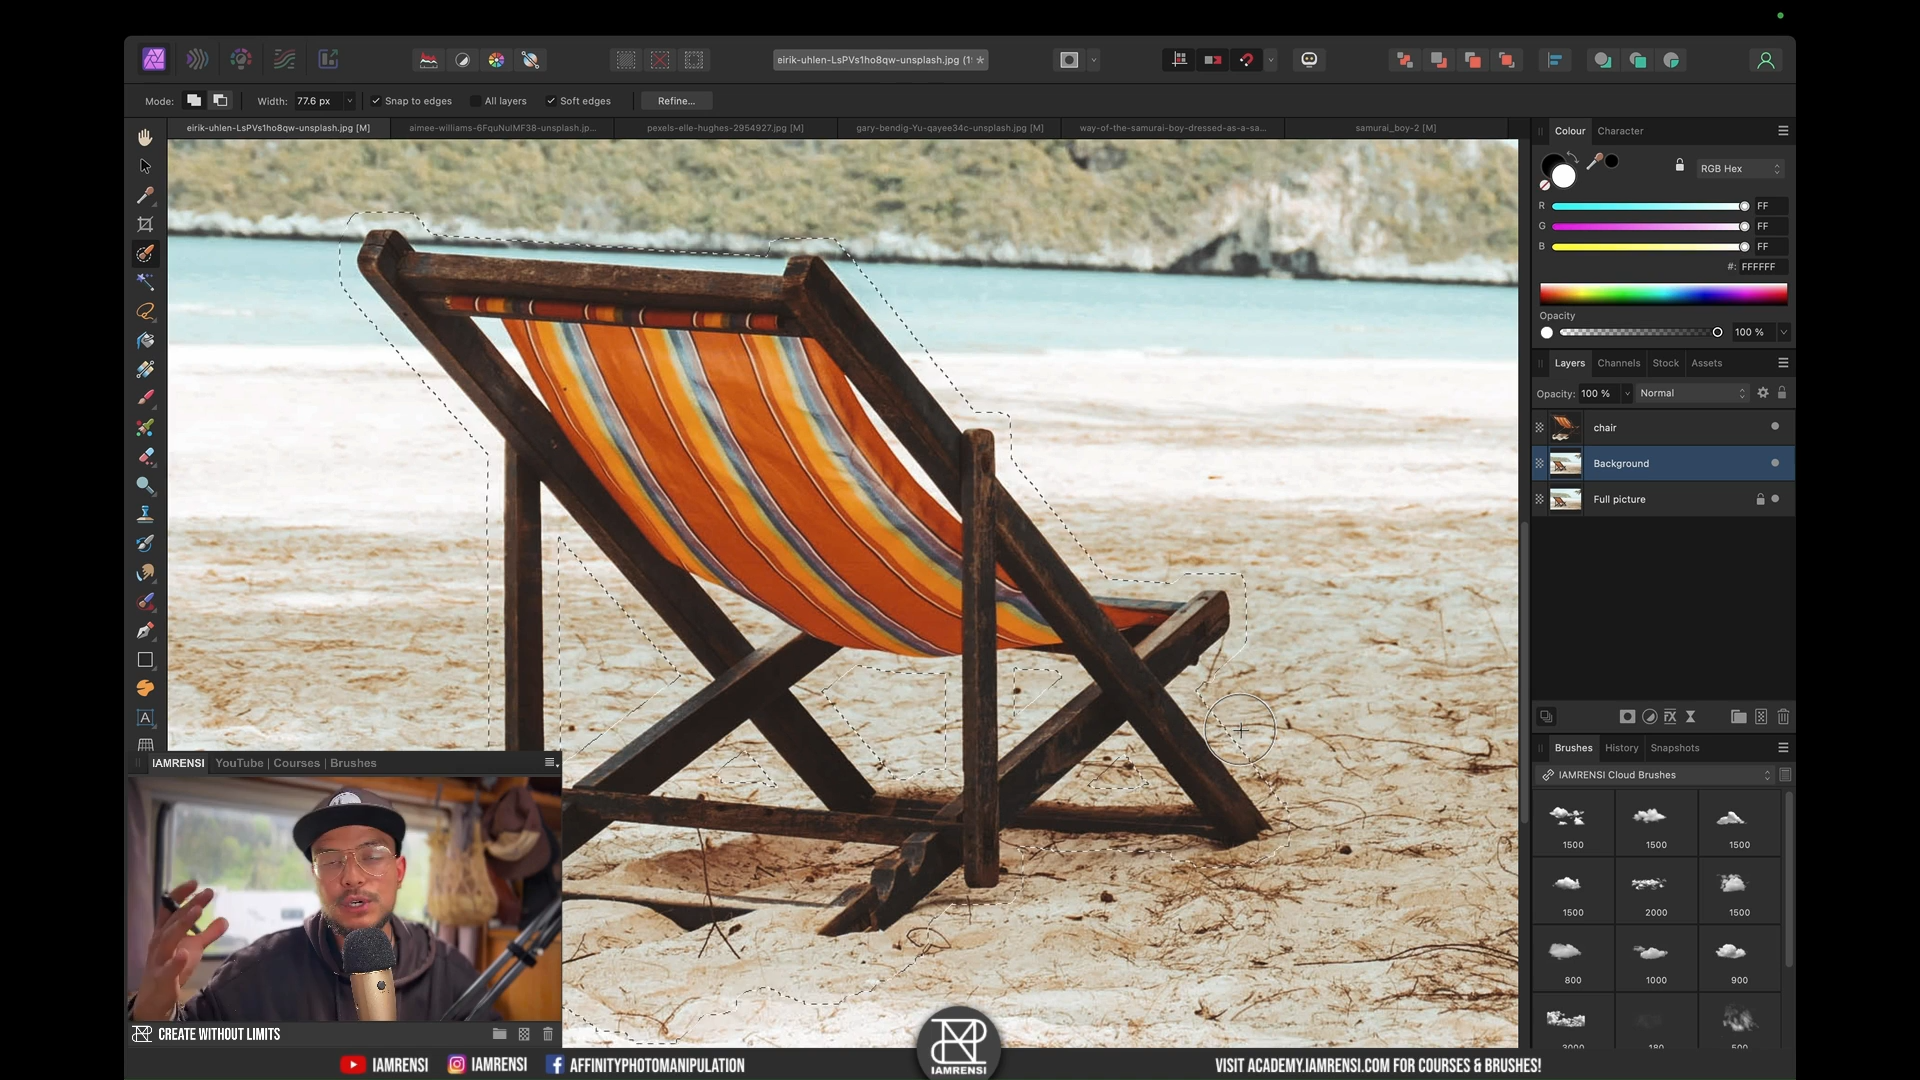 eirik-uhlen-LsPVs1ho8qw-unsplash.jpg (1
Mode:
Width: 77.6 px
Snap to edges
All layers
Soft edges
Refine...
eirik-uhlen-LsPVs1ho8qw-unsplash.jpg [M]
aimee-williams-6FquNulMF38-unsplash.jp...
pexels-elle-hughes-2954927.jpg [M]
gary-bendig-Yu-qayee34c-unsplash.jpg [M]
way-of-the-samurai-boy-dressed-as-a-sa...
samurai_boy-2 [M]
Colour Character
RGB Hex
R FF
G FF
B FF
#: FFFFFF
Opacity
100 %
Layers Channels Stock Assets
Opacity: 100 % Normal
chair
Background
Full picture
Brushes History Snapshots
IAMRENSI Cloud Brushes
1500 1500 1500
1500 2000 1500
800 1000 900
3000 180 500
IAMRENSI YouTube | Courses | Brushes
CREATE WITHOUT LIMITS
IAMRENSI
IAMRENSI
AFFINITYPHOTOMANIPULATION
IAMRENSI
VISIT ACADEMY.IAMRENSI.COM FOR COURSES & BRUSHES!